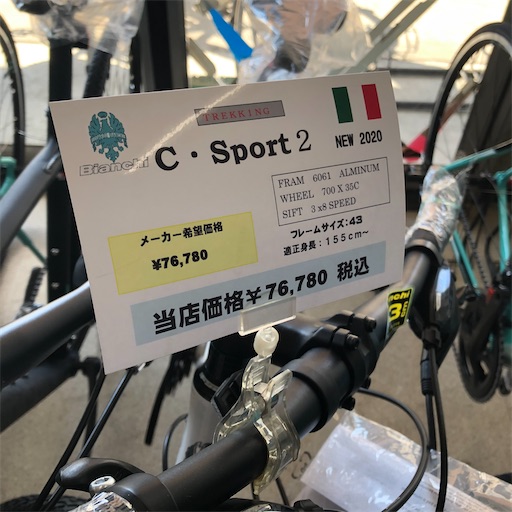 TREKKING
Bianchi
C・Sport 2
NEW 2020
FRAM 6061 ALMINUM
WHEEL 700 X 35C
SIFT 3 x8 SPEED
メーカー希望価格
¥76,780
フレームサイズ:43
適正身長:155cm~
当店価格¥76,780 税込